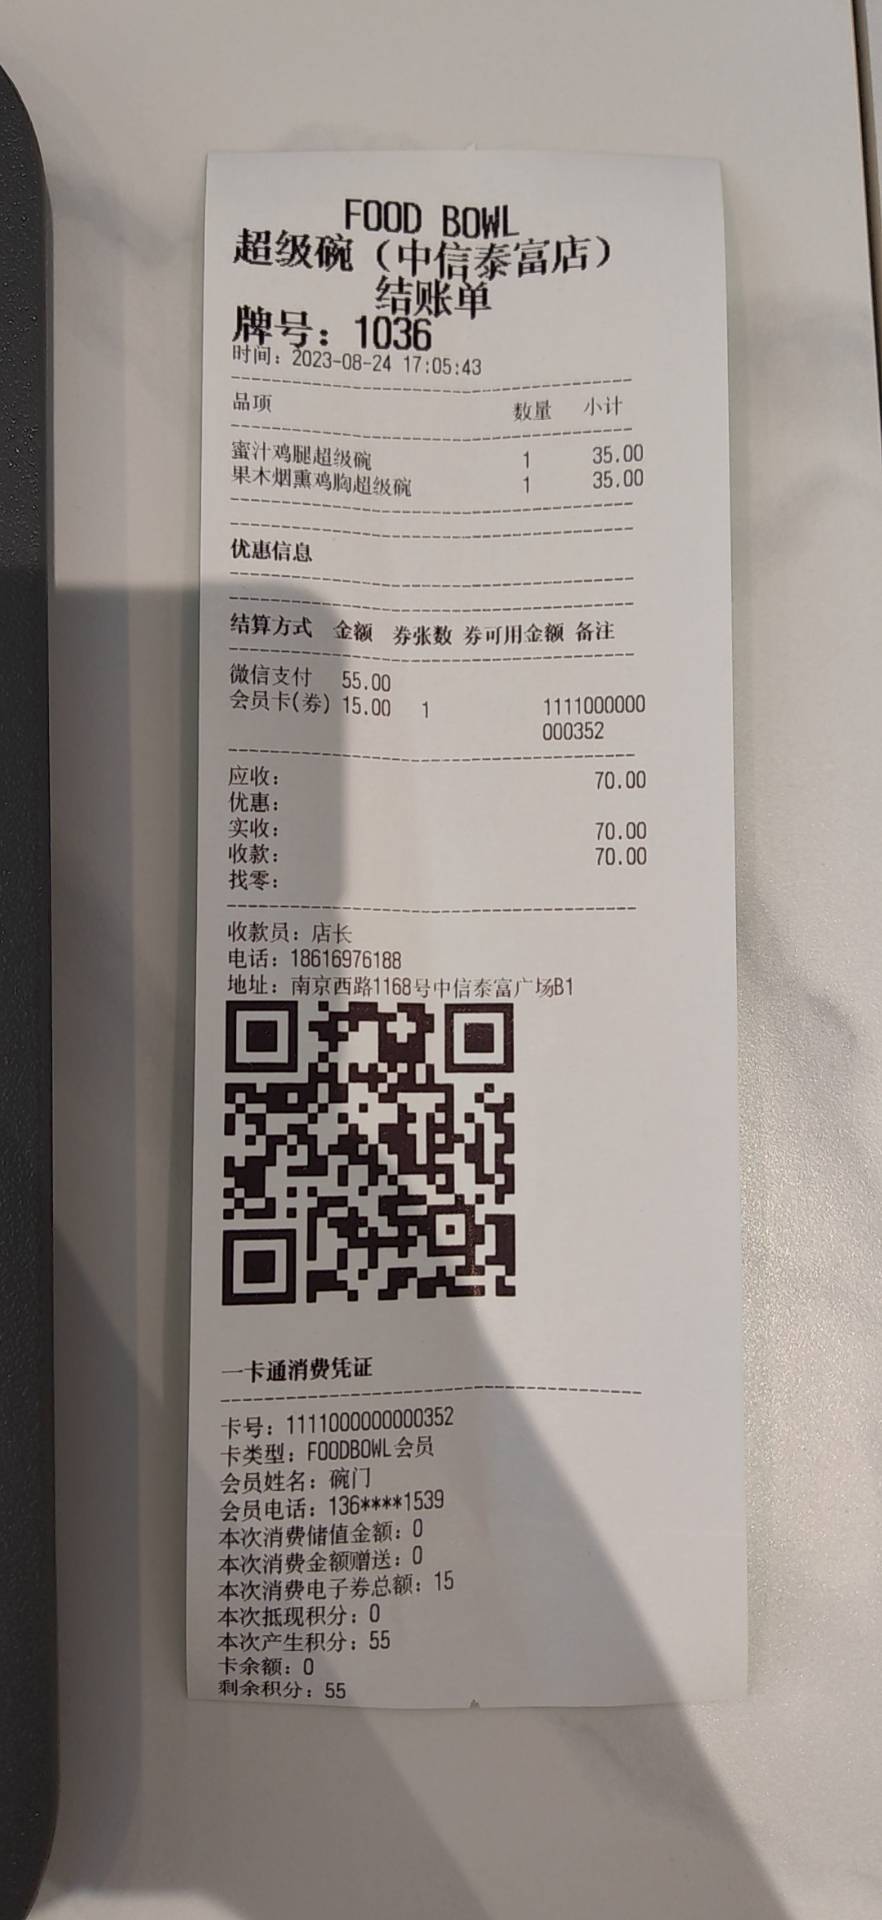 FOOD BOWL
超级碗（中信泰富店）
结账单
牌号：1036
时间：2023-08-24 17:05:43
品项 数量 小计
蜜汁鸡腿超级碗 1 35.00
果木烟熏鸡胸超级碗 1 35.00
优惠信息
结算方式 金额 券张数 券可用金额 备注
微信支付 55.00
会员卡(券) 15.00 1 1111000000
000352
应收： 70.00
优惠：
实收： 70.00
收款： 70.00
找零：
收款员：店长
电话：18616976188
地址：南京西路1168号中信泰富广场B1
一卡通消费凭证
卡号：1111000000000352
卡类型：FOODBOWL会员
会员姓名：碗门
会员电话：136****1539
本次消费储值金额：0
本次消费金额赠送：0
本次消费电子券总额：15
本次抵现积分：0
本次产生积分：55
卡余额：0
剩余积分：55